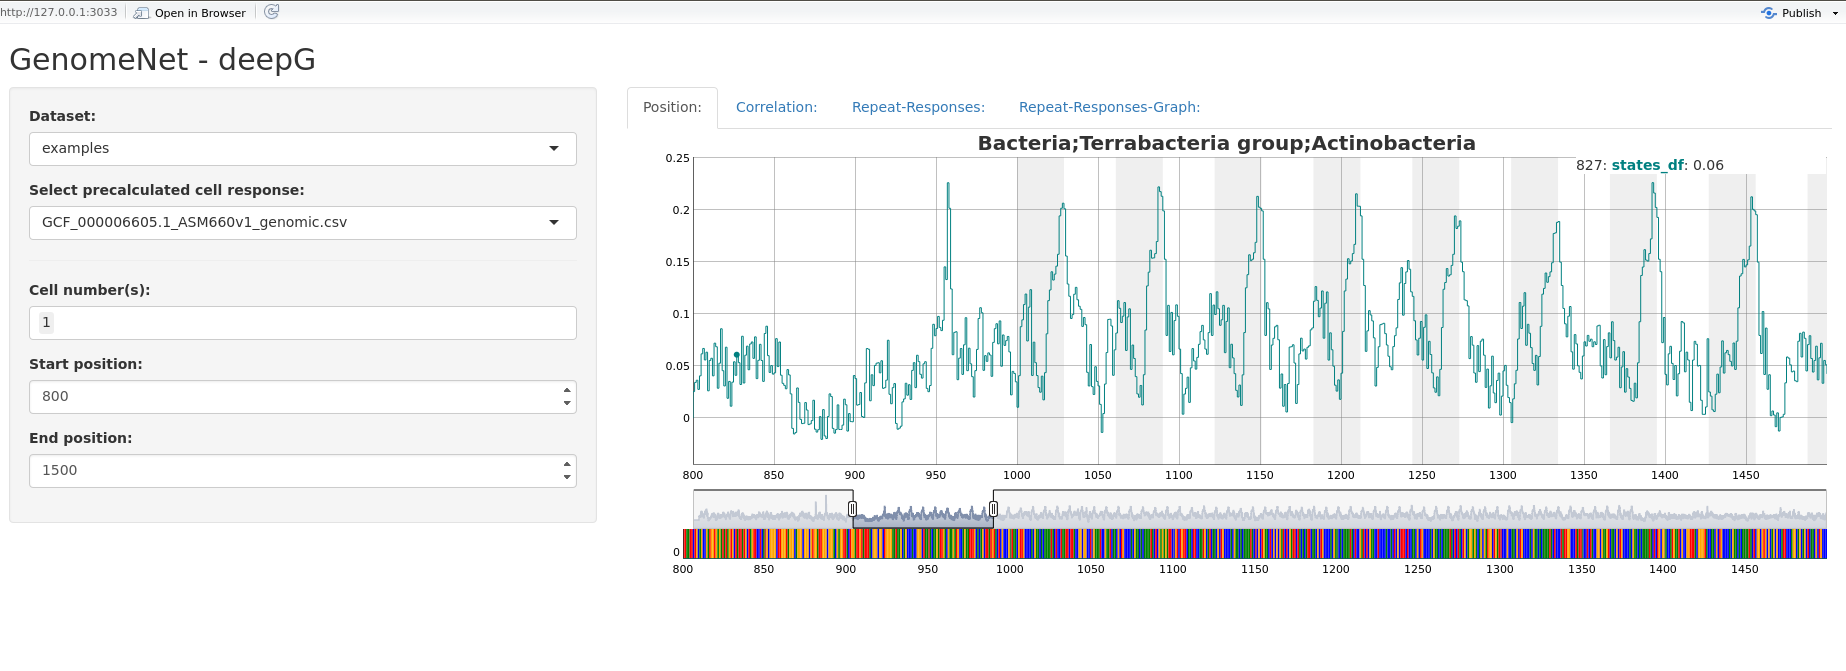 http://127.0.0.1:3033 Open in Browser Publish
GenomeNet - deepG
Dataset:
examples
Select precalculated cell response:
GCF_000006605.1_ASM660v1_genomic.csv
Cell number(s):
1
Start position:
800
End position:
1500
Position: Correlation: Repeat-Responses: Repeat-Responses-Graph:
Bacteria;Terrabacteria group;Actinobacteria
827: states_df: 0.06
0.25
0.2
0.15
0.1
0.05
0
800 850 900 950 1000 1050 1100 1150 1200 1250 1300 1350 1400 1450
0
800 850 900 950 1000 1050 1100 1150 1200 1250 1300 1350 1400 1450